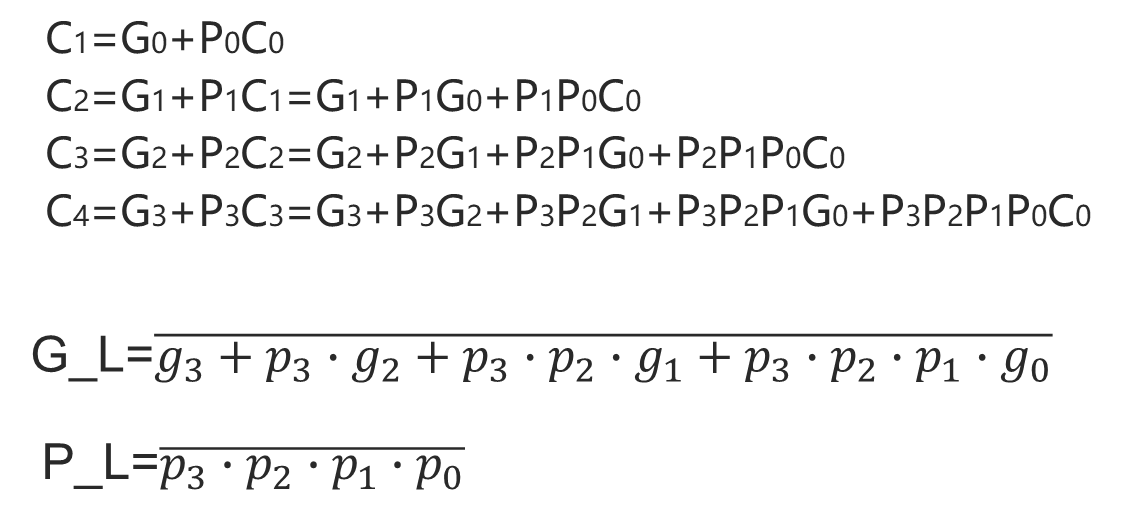 C₁=G₀+P₀C₀
C₂=G₁+P₁C₁=G₁+P₁G₀+P₁P₀C₀
C₃=G₂+P₂C₂=G₂+P₂G₁+P₂P₁G₀+P₂P₁P₀C₀
C₄=G₃+P₃C₃=G₃+P₃G₂+P₃P₂G₁+P₃P₂P₁G₀+P₃P₂P₁P₀C₀
G_L=\overline{g₃ + p₃ · g₂ + p₃ · p₂ · g₁ + p₃ · p₂ · p₁ · g₀}
P_L=\overline{p₃ · p₂ · p₁ · p₀}